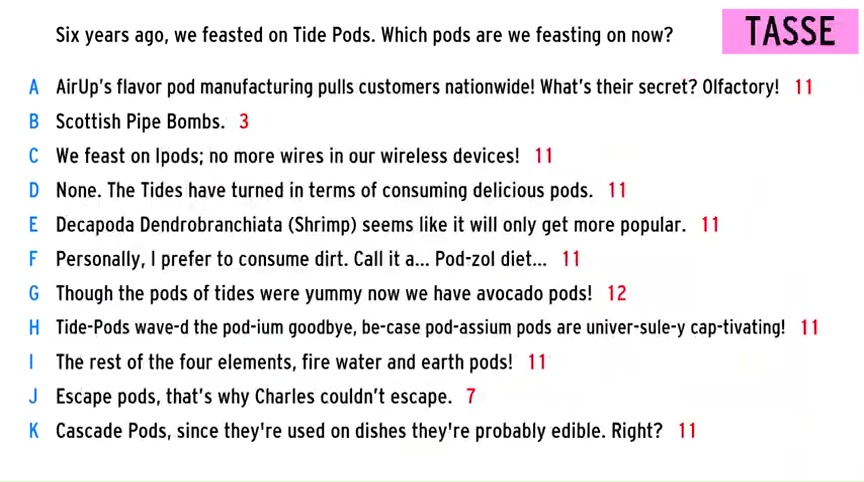 Six years ago, we feasted on Tide Pods. Which pods are we feasting on now?
TASSE
A AirUp's flavor pod manufacturing pulls customers nationwide! What's their secret? Olfactory! 11
B Scottish Pipe Bombs. 3
C We feast on Ipods; no more wires in our wireless devices! 11
D None. The Tides have turned in terms of consuming delicious pods. 11
E Decapoda Dendrobranchiata (Shrimp) seems like it will only get more popular. 11
F Personally, I prefer to consume dirt. Call it a... Pod-zol diet... 11
G Though the pods of tides were yummy now we have avocado pods! 12
H Tide-Pods wave-d the pod-ium goodbye, be-case pod-assium pods are univer-sule-y cap-tivating! 11
I The rest of the four elements, fire water and earth pods! 11
J Escape pods, that's why Charles couldn't escape. 7
K Cascade Pods, since they're used on dishes they're probably edible. Right? 11